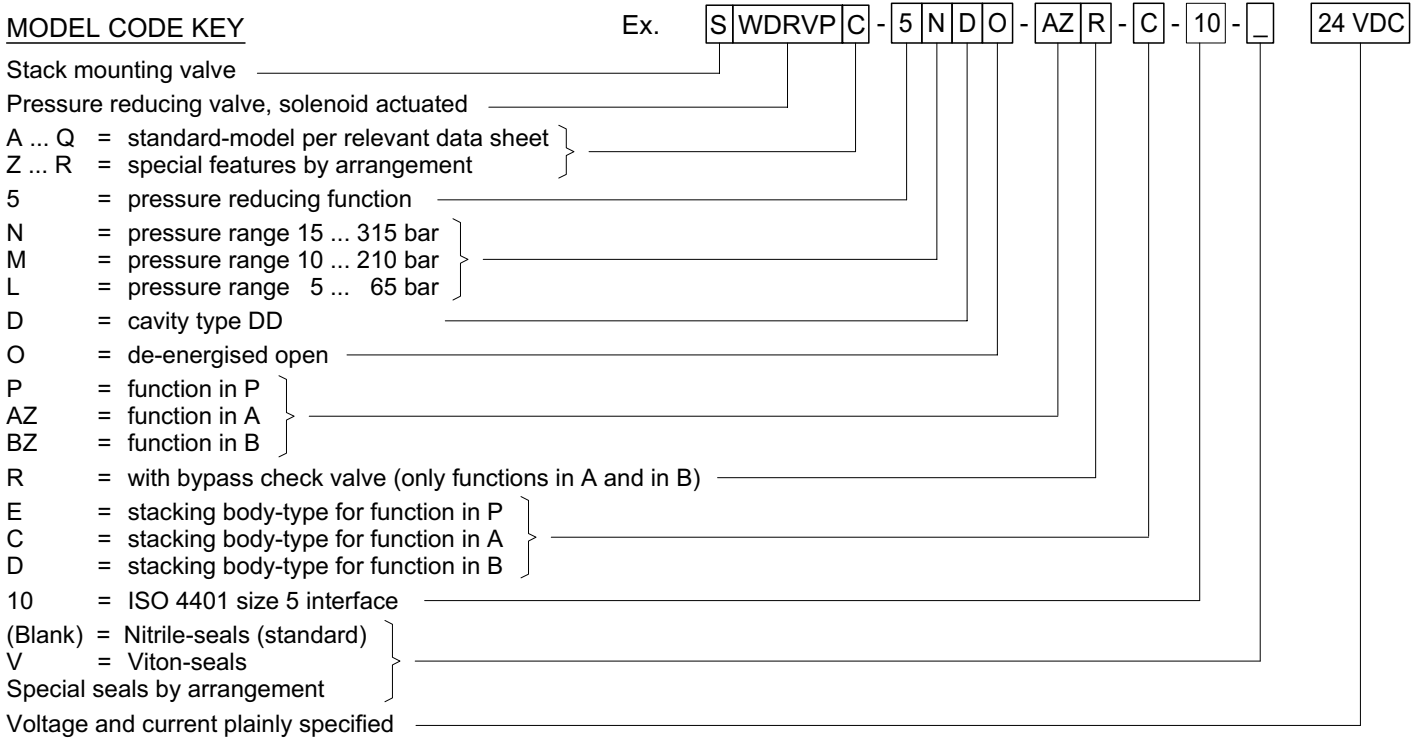 MODEL CODE KEY Ex. S WDRVP C - 5 N D O - AZ R - C - 10 - _ 24 VDC
Stack mounting valve
Pressure reducing valve, solenoid actuated
A ... Q = standard-model per relevant data sheet
Z ... R = special features by arrangement
5 = pressure reducing function
N = pressure range 15 ... 315 bar
M = pressure range 10 ... 210 bar
L = pressure range 5 ... 65 bar
D = cavity type DD
O = de-energised open
P = function in P
AZ = function in A
BZ = function in B
R = with bypass check valve (only functions in A and in B)
E = stacking body-type for function in P
C = stacking body-type for function in A
D = stacking body-type for function in B
10 = ISO 4401 size 5 interface
(Blank) = Nitrile-seals (standard)
V = Viton-seals
Special seals by arrangement
Voltage and current plainly specified